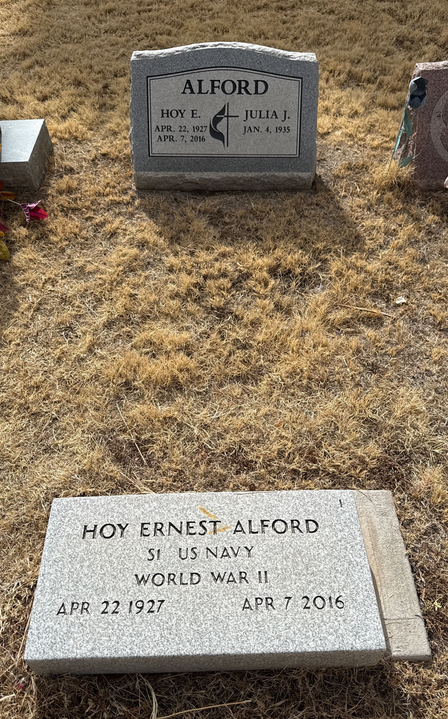 ALFORD
HOY E. JULIA J.
APR. 22, 1927 JAN. 4, 1935
APR. 7, 2016
HOY ERNEST ALFORD
S1 US NAVY
WORLD WAR II
APR 22 1927 APR 7 2016